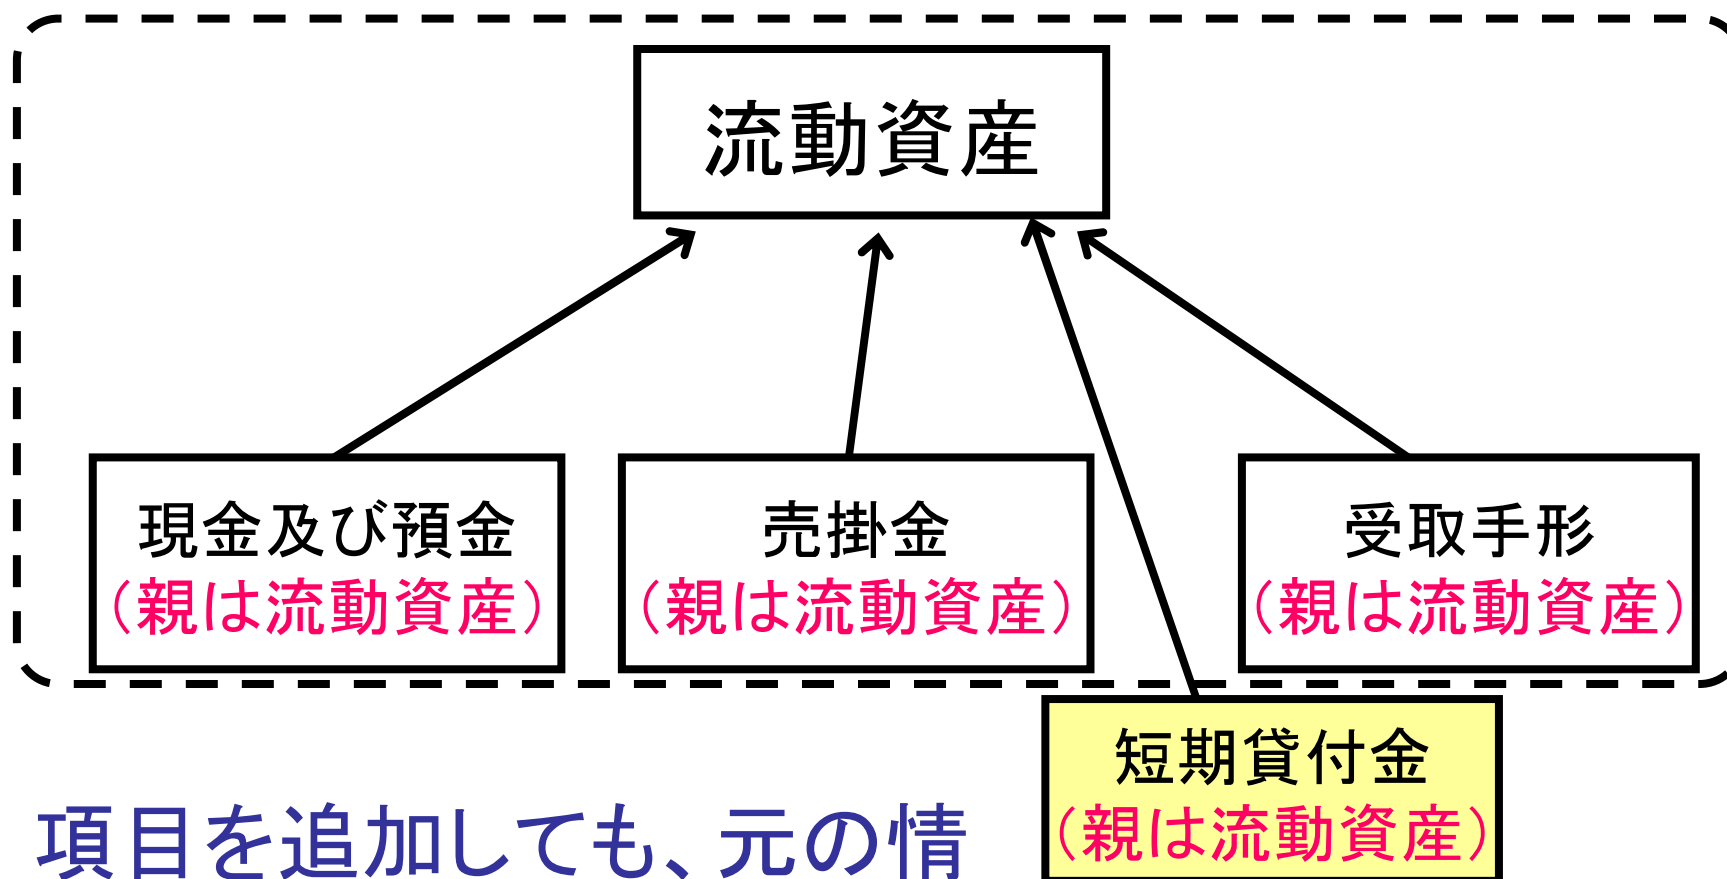 流動資産
現金及び預金
(親は流動資産)
売掛金
(親は流動資産)
受取手形
(親は流動資産)
短期貸付金
(親は流動資産)
項目を追加しても、元の情